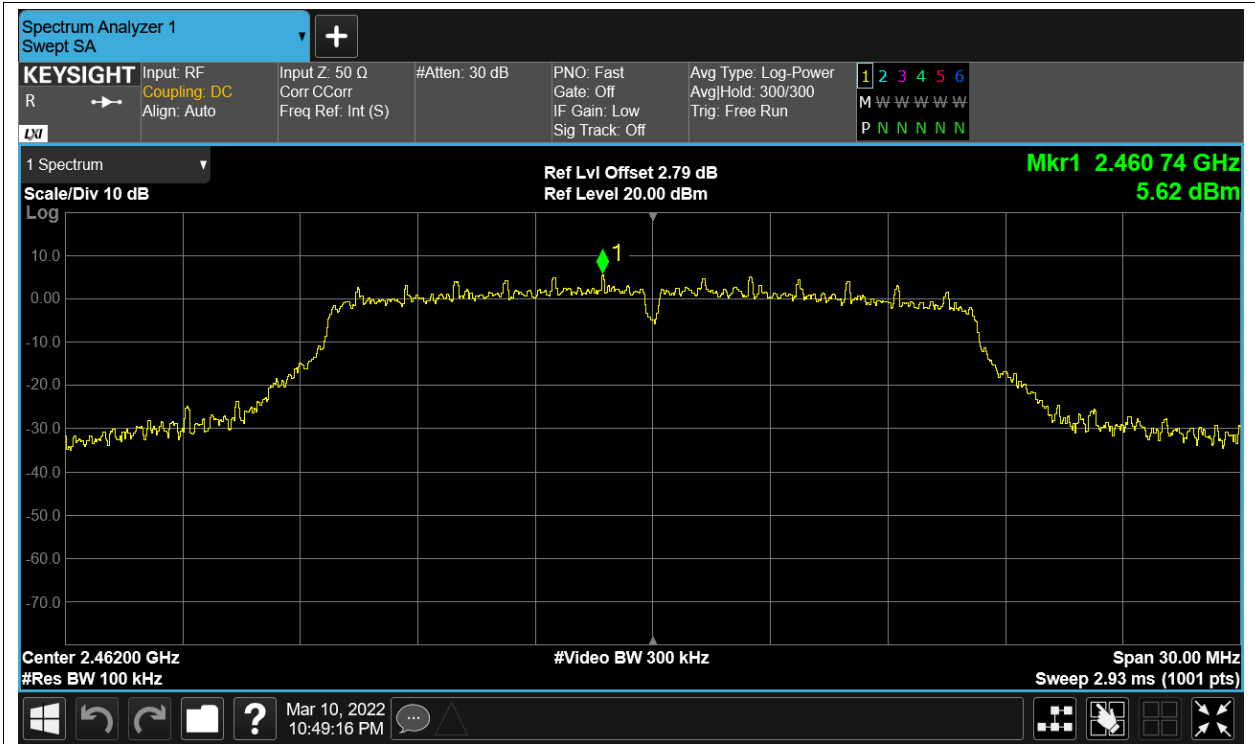 Spectrum Analyzer 1
Swept SA
KEYSIGHT
R
LXI
Input: RF
Coupling: DC
Align: Auto
Input Z: 50 Ω
Corr CCorr
Freq Ref: Int (S)
#Atten: 30 dB
PNO: Fast
Gate: Off
IF Gain: Low
Sig Track: Off
Avg Type: Log-Power
Avg|Hold: 300/300
Trig: Free Run
1 2 3 4 5 6
M W W W W W
P N N N N N
1 Spectrum
Scale/Div 10 dB
Ref Lvl Offset 2.79 dB
Ref Level 20.00 dBm
Mkr1 2.460 74 GHz
5.62 dBm
Log
10.0
0.00
-10.0
-20.0
-30.0
-40.0
-50.0
-60.0
-70.0
1
Center 2.46200 GHz
#Res BW 100 kHz
#Video BW 300 kHz
Span 30.00 MHz
Sweep 2.93 ms (1001 pts)
?
Mar 10, 2022
10:49:16 PM